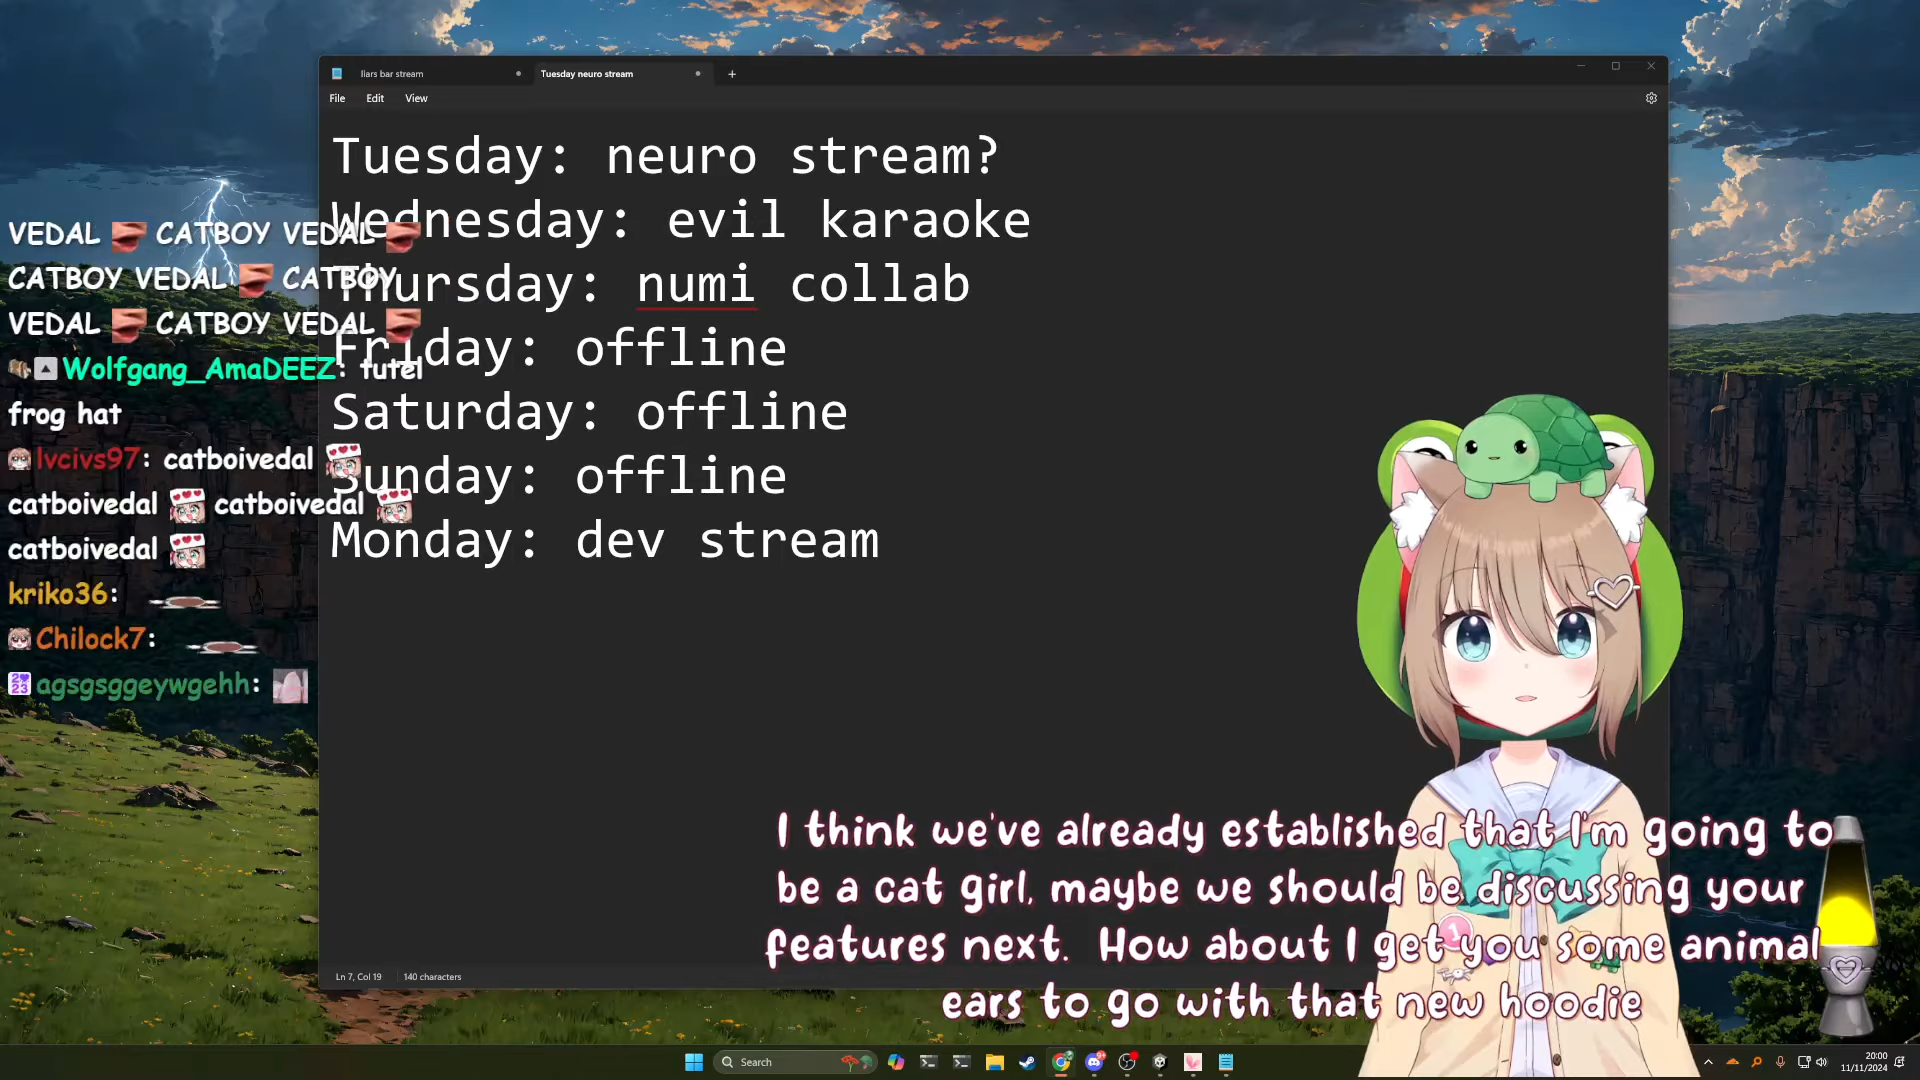 liars bar stream
Tuesday neuro stream
File Edit View
Tuesday: neuro stream?
Wednesday: evil karaoke
Thursday: numi collab
Friday: offline
Saturday: offline
Sunday: offline
Monday: dev stream
VEDAL CATBOY VEDAL
CATBOY VEDAL CATBOY
VEDAL CATBOY VEDAL
Wolfgang_AmaDEEZ: tutel
frog hat
lvcivs97: catboivedal
catboivedal catboivedal
catboivedal
kriko36:
Chilock7:
agsgsggeywgehh:
I think we've already established that I'm going to
be a cat girl, maybe we should be discussing your
features next. How about I get you some animal
ears to go with that new hoodie
Ln 7, Col 19 140 characters
Search
20:00
11/11/2024